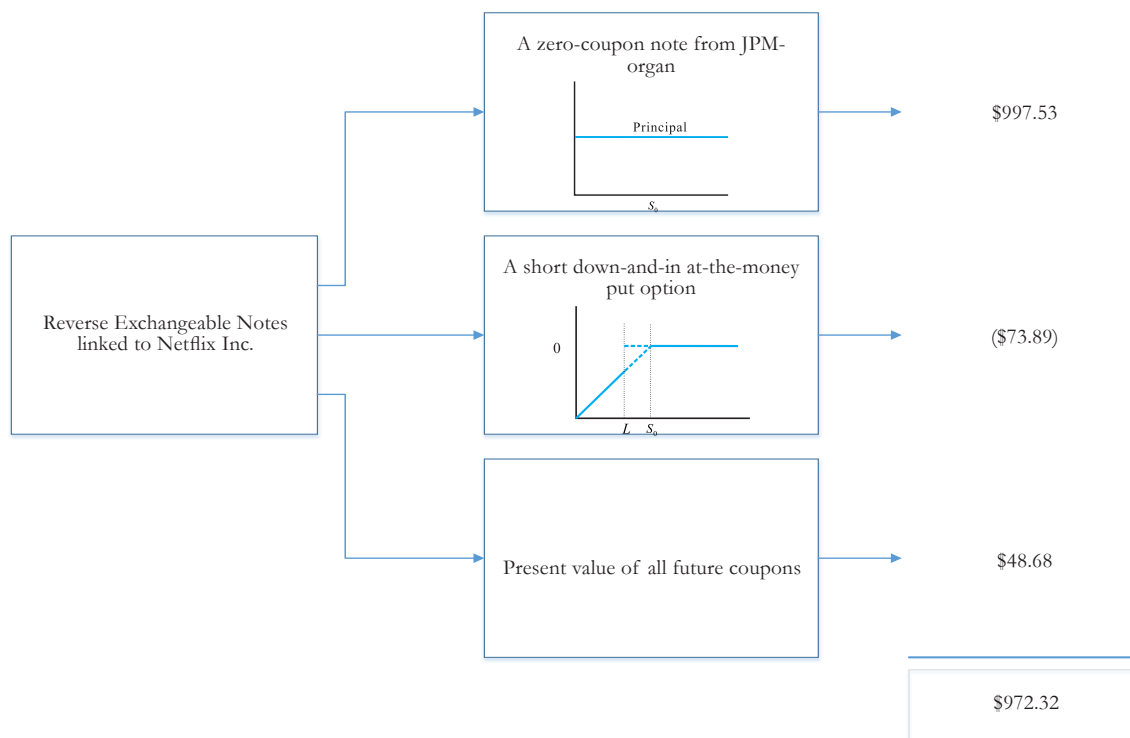 A zero-coupon note from JPM-
organ
Principal
S₀
$997.53
Reverse Exchangeable Notes
linked to Netflix Inc.
A short down-and-in at-the-money
put option
0
L S₀
($73.89)
Present value of all future coupons
$48.68
$972.32